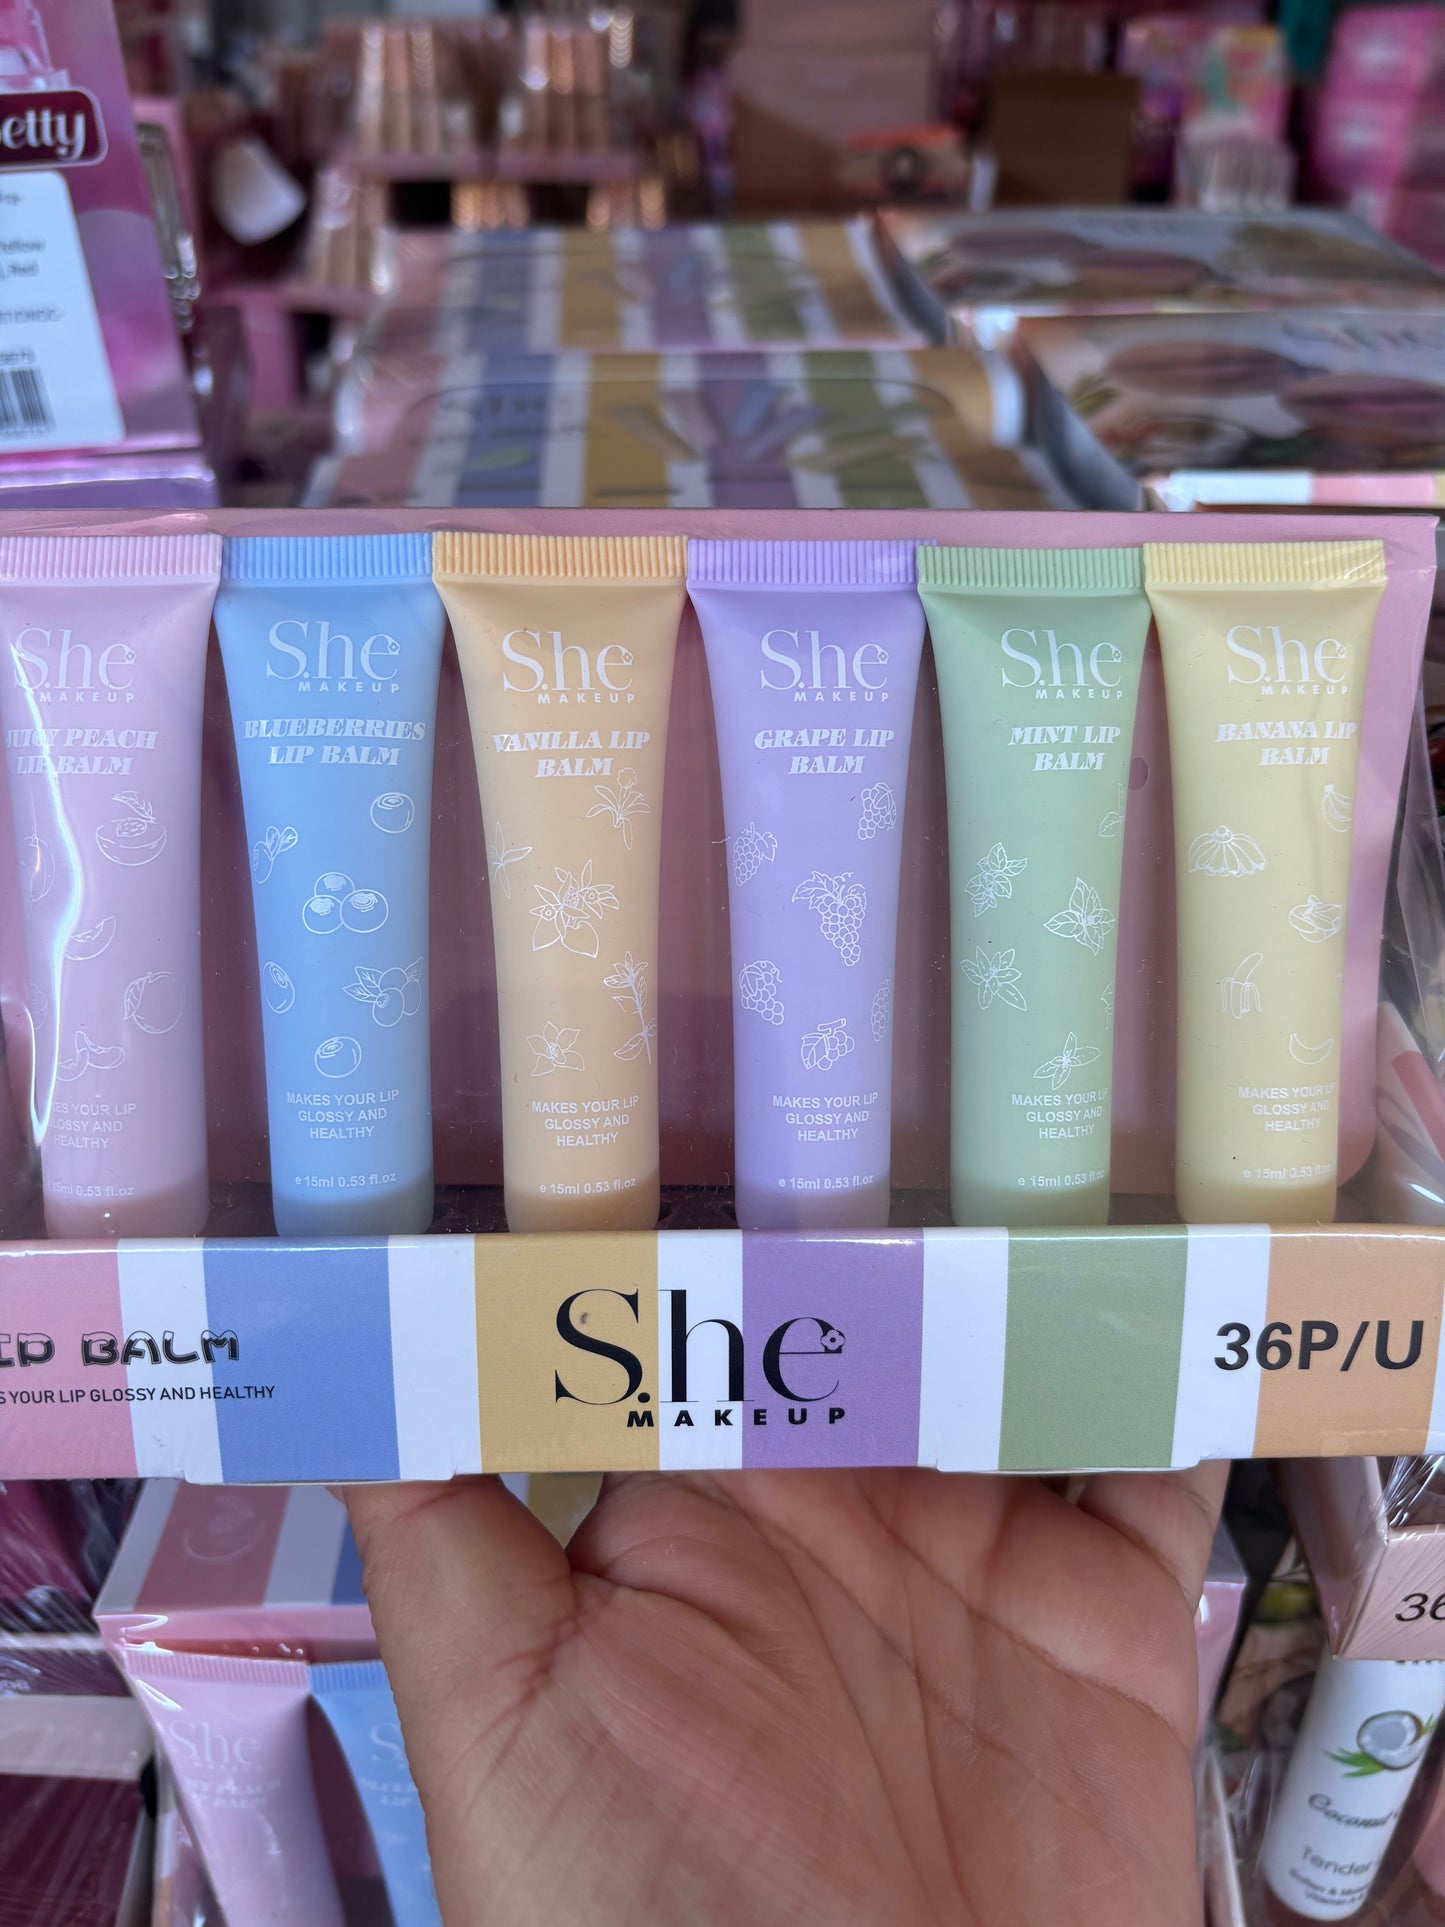 etty
S.he
MAKEUP
JUICY PEACH
LIP BALM
MAKES YOUR LIP
GLOSSY AND
HEALTHY
15ml 0.53 fl.oz
S.he
MAKEUP
BLUEBERRIES
LIP BALM
MAKES YOUR LIP
GLOSSY AND
HEALTHY
e 15ml 0.53 fl.oz
S.he
MAKEUP
VANILLA LIP
BALM
MAKES YOUR LIP
GLOSSY AND
HEALTHY
e 15ml 0.53 fl.oz
S.he
MAKEUP
GRAPE LIP
BALM
MAKES YOUR LIP
GLOSSY AND
HEALTHY
e 15ml 0.53 fl.oz
S.he
MAKEUP
MINT LIP
BALM
MAKES YOUR LIP
GLOSSY AND
HEALTHY
e 15ml 0.53 fl.oz
S.he
MAKEUP
BANANA LIP
BALM
MAKES YOUR LIP
GLOSSY AND
HEALTHY
e 15ml 0.53 fl.oz
IP BALM
S YOUR LIP GLOSSY AND HEALTHY
S.he
MAKEUP
36P/U
36
S.he
Coconut
Tender